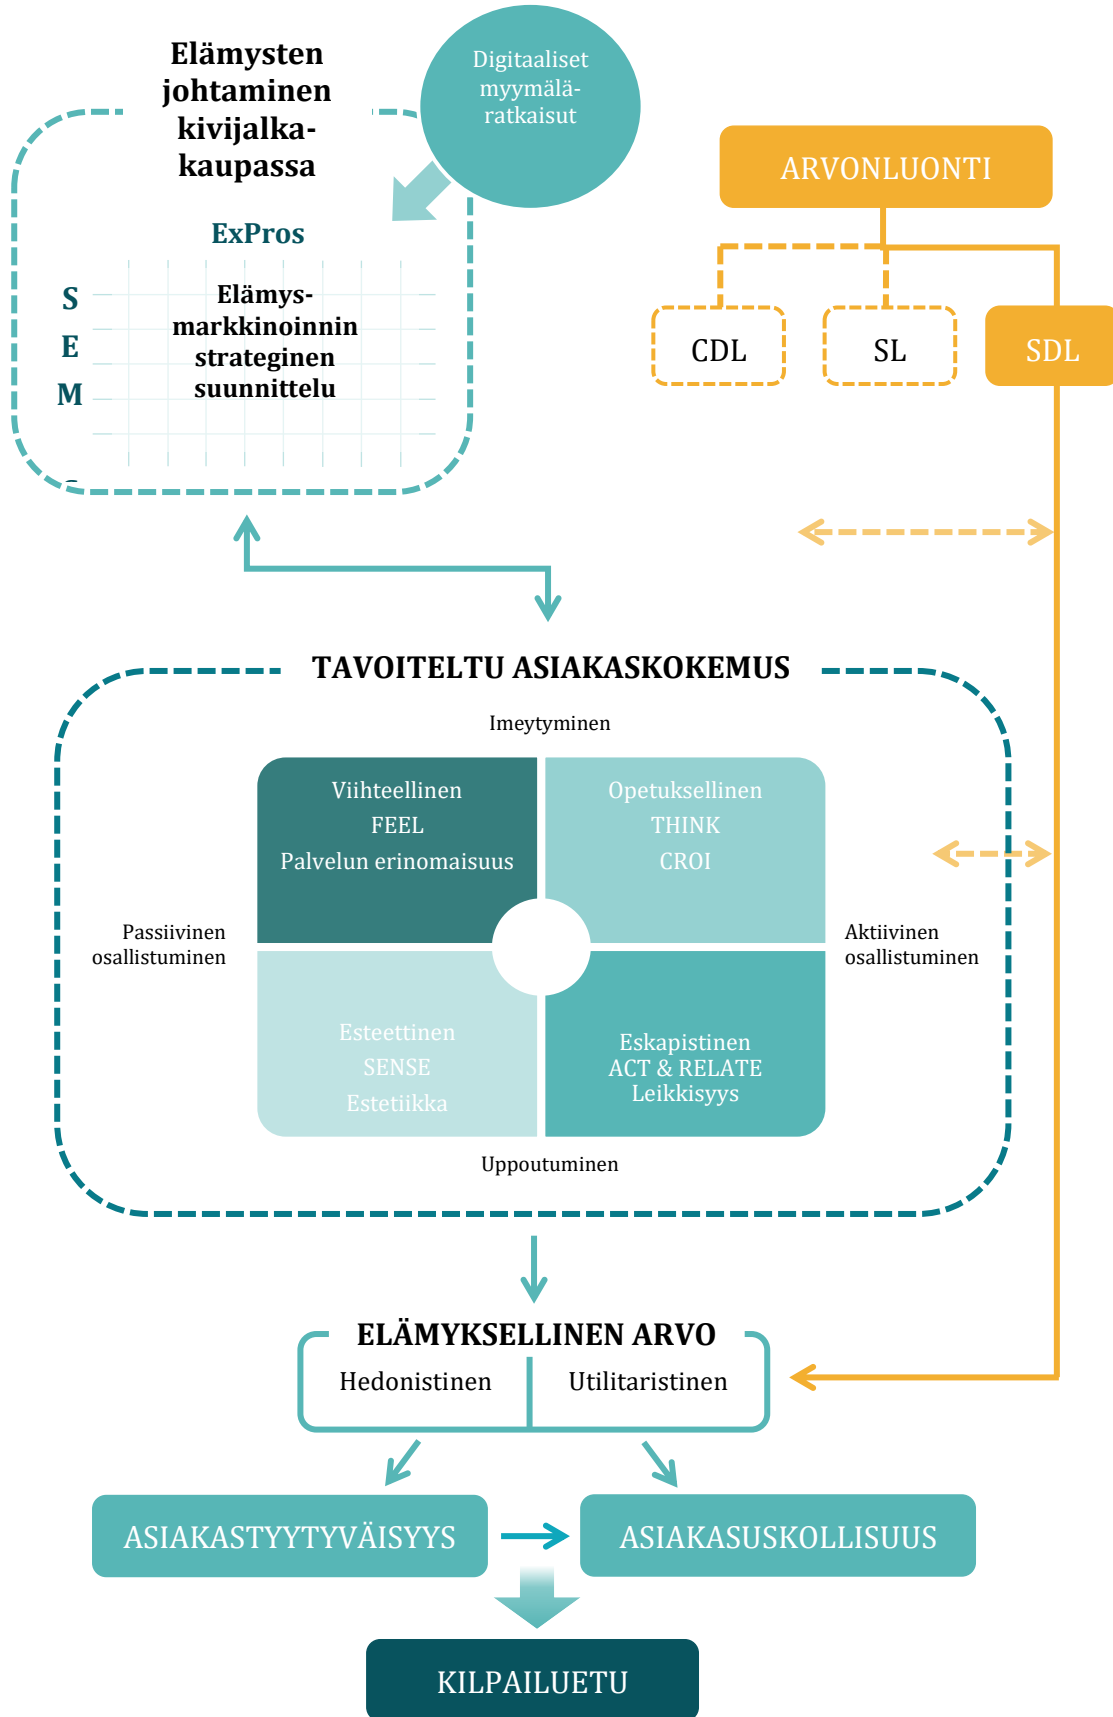 Elämysten
johtaminen
kivijalka-
kaupassa
Digitaaliset
myymälä-
ratkaisut
ExPros
S
E
M
Elämys-
markkinoinnin
strateginen
suunnittelu
ARVONLUONTI
CDL
SL
SDL
TAVOITELTU ASIAKASKOKEMUS
Imeytyminen
Viihteellinen
FEEL
Palvelun erinomaisuus
Opetuksellinen
THINK
CROI
Passiivinen
osallistuminen
Aktiivinen
osallistuminen
Esteettinen
SENSE
Estetiikka
Eskapistinen
ACT & RELATE
Leikkisyys
Uppoutuminen
ELÄMYKSELLINEN ARVO
Hedonistinen
Utilitaristinen
ASIAKASTYYTYVÄISYYS
ASIAKASUSKOLLISUUS
KILPAILUETU